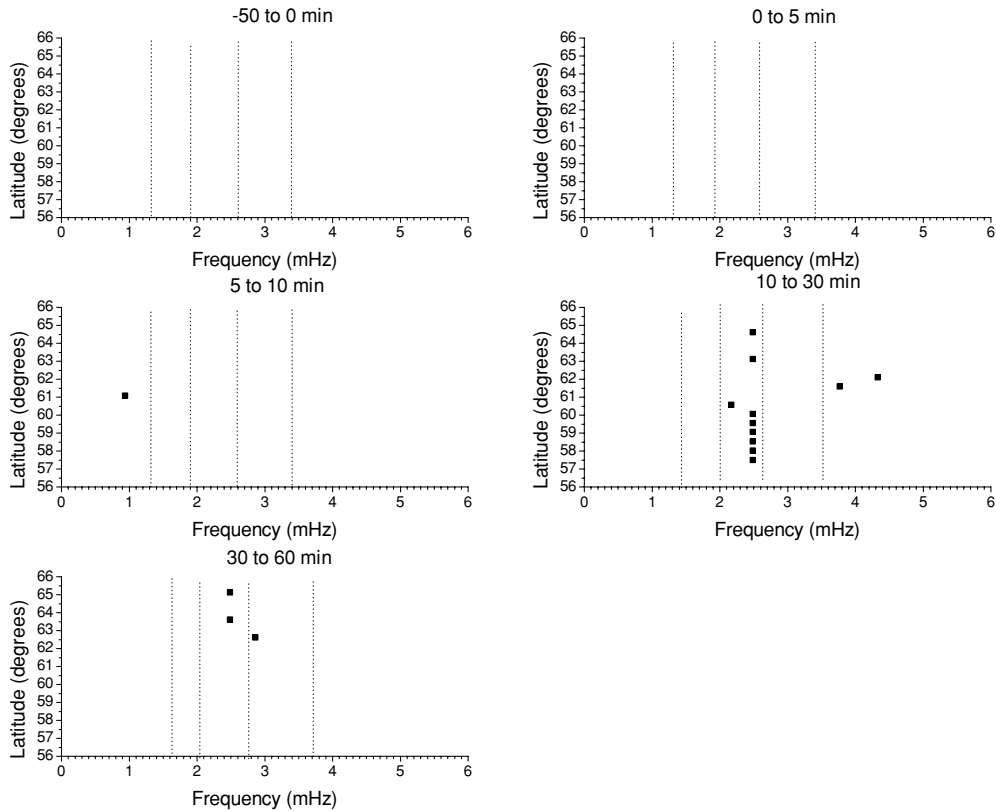 -50 to 0 min
66
65
64
63
62
61
60
59
58
57
56
Latitude (degrees)
0 1 2 3 4 5 6
Frequency (mHz)
0 to 5 min
66
65
64
63
62
61
60
59
58
57
56
Latitude (degrees)
0 1 2 3 4 5 6
Frequency (mHz)
5 to 10 min
66
65
64
63
62
61
60
59
58
57
56
Latitude (degrees)
0 1 2 3 4 5 6
Frequency (mHz)
10 to 30 min
66
65
64
63
62
61
60
59
58
57
56
Latitude (degrees)
0 1 2 3 4 5 6
Frequency (mHz)
30 to 60 min
66
65
64
63
62
61
60
59
58
57
56
Latitude (degrees)
0 1 2 3 4 5 6
Frequency (mHz)